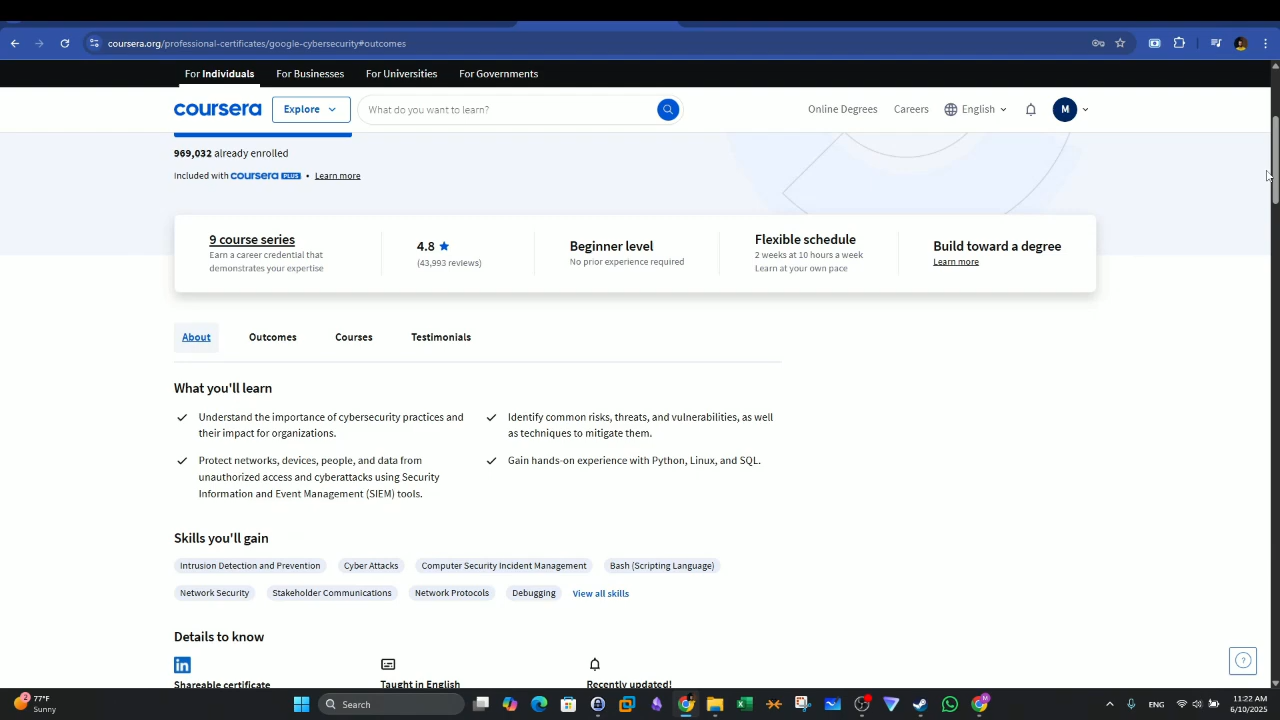 coursera.org/professional-certificates/google-cybersecurity#outcomes
For Individuals For Businesses For Universities For Governments
coursera Explore What do you want to learn? Online Degrees Careers English M
969,032 already enrolled
Included with coursera PLUS • Learn more
9 course series
Earn a career credential that
demonstrates your expertise
4.8 ★
(43,993 reviews)
Beginner level
No prior experience required
Flexible schedule
2 weeks at 10 hours a week
Learn at your own pace
Build toward a degree
Learn more
About Outcomes Courses Testimonials
What you'll learn
Understand the importance of cybersecurity practices and
their impact for organizations.
Identify common risks, threats, and vulnerabilities, as well
as techniques to mitigate them.
Protect networks, devices, people, and data from
unauthorized access and cyberattacks using Security
Information and Event Management (SIEM) tools.
Gain hands-on experience with Python, Linux, and SQL.
Skills you'll gain
Intrusion Detection and Prevention Cyber Attacks Computer Security Incident Management Bash (Scripting Language)
Network Security Stakeholder Communications Network Protocols Debugging View all skills
Details to know
in
Shareable certificate Taught in English Recently updated!
?
2 77°F
Sunny
Search
ENG
11:22 AM
6/10/2025